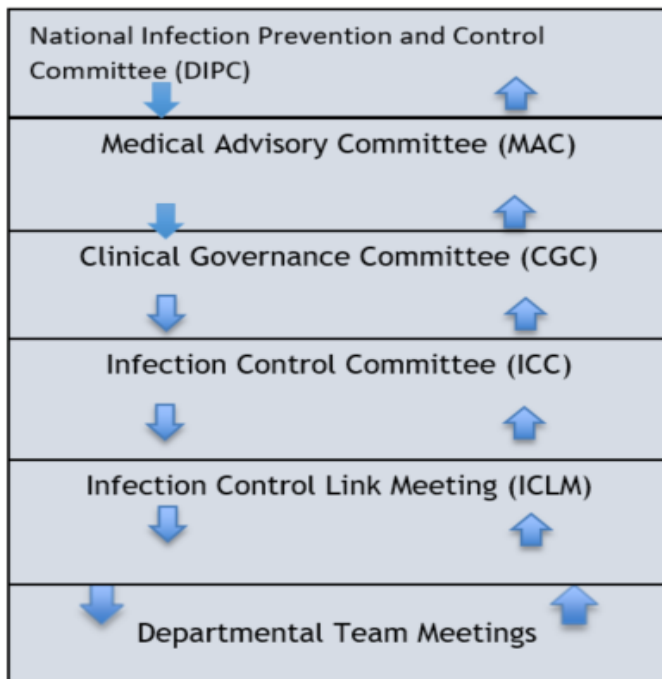 National Infection Prevention and Control
Committee (DIPC)
Medical Advisory Committee (MAC)
Clinical Governance Committee (CGC)
Infection Control Committee (ICC)
Infection Control Link Meeting (ICLM)
Departmental Team Meetings